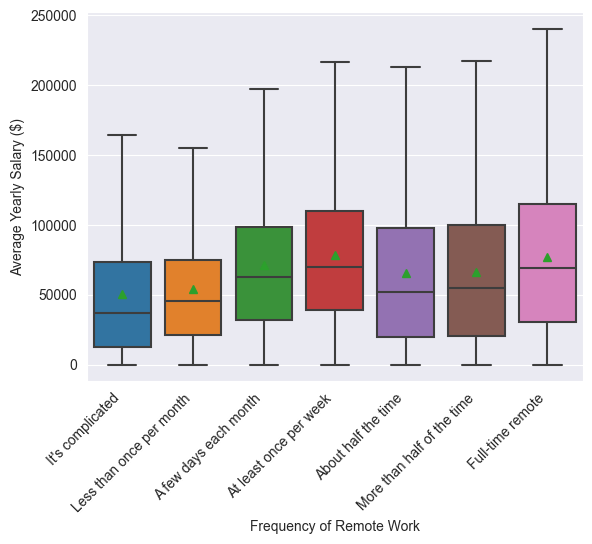 250000
200000
150000
100000
50000
0
Average Yearly Salary ($)
It's complicated
Less than once per month
A few days each month
At least once per week
About half the time
More than half of the time
Full-time remote
Frequency of Remote Work